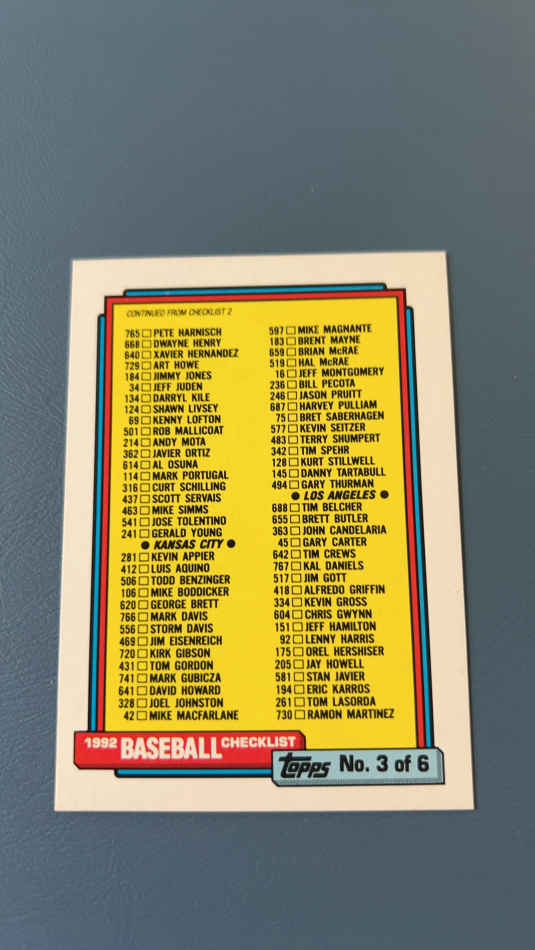 CONTINUED FROM CHECKLIST 2
765 □ PETE HARNISCH
668 □ DWAYNE HENRY
640 □ XAVIER HERNANDEZ
729 □ ART HOWE
184 □ JIMMY JONES
34 □ JEFF JUDEN
134 □ DARRYL KILE
124 □ SHAWN LIVSEY
69 □ KENNY LOFTON
501 □ ROB MALLICOAT
214 □ ANDY MOTA
362 □ JAVIER ORTIZ
614 □ AL OSUNA
114 □ MARK PORTUGAL
316 □ CURT SCHILLING
437 □ SCOTT SERVAIS
463 □ MIKE SIMMS
541 □ JOSE TOLENTINO
241 □ GERALD YOUNG
● KANSAS CITY ●
281 □ KEVIN APPIER
412 □ LUIS AQUINO
506 □ TODD BENZINGER
106 □ MIKE BODDICKER
620 □ GEORGE BRETT
766 □ MARK DAVIS
556 □ STORM DAVIS
469 □ JIM EISENREICH
720 □ KIRK GIBSON
431 □ TOM GORDON
741 □ MARK GUBICZA
641 □ DAVID HOWARD
328 □ JOEL JOHNSTON
42 □ MIKE MACFARLANE
597 □ MIKE MAGNANTE
183 □ BRENT MAYNE
659 □ BRIAN McRAE
519 □ HAL McRAE
16 □ JEFF MONTGOMERY
236 □ BILL PECOTA
246 □ JASON PRUITT
687 □ HARVEY PULLIAM
75 □ BRET SABERHAGEN
577 □ KEVIN SEITZER
483 □ TERRY SHUMPERT
342 □ TIM SPEHR
128 □ KURT STILLWELL
145 □ DANNY TARTABULL
494 □ GARY THURMAN
● LOS ANGELES ●
688 □ TIM BELCHER
655 □ BRETT BUTLER
363 □ JOHN CANDELARIA
45 □ GARY CARTER
642 □ TIM CREWS
767 □ KAL DANIELS
517 □ JIM GOTT
418 □ ALFREDO GRIFFIN
334 □ KEVIN GROSS
604 □ CHRIS GWYNN
151 □ JEFF HAMILTON
92 □ LENNY HARRIS
175 □ OREL HERSHISER
205 □ JAY HOWELL
581 □ STAN JAVIER
194 □ ERIC KARROS
261 □ TOM LASORDA
730 □ RAMON MARTINEZ
1992 BASEBALL CHECKLIST
Topps No. 3 of 6